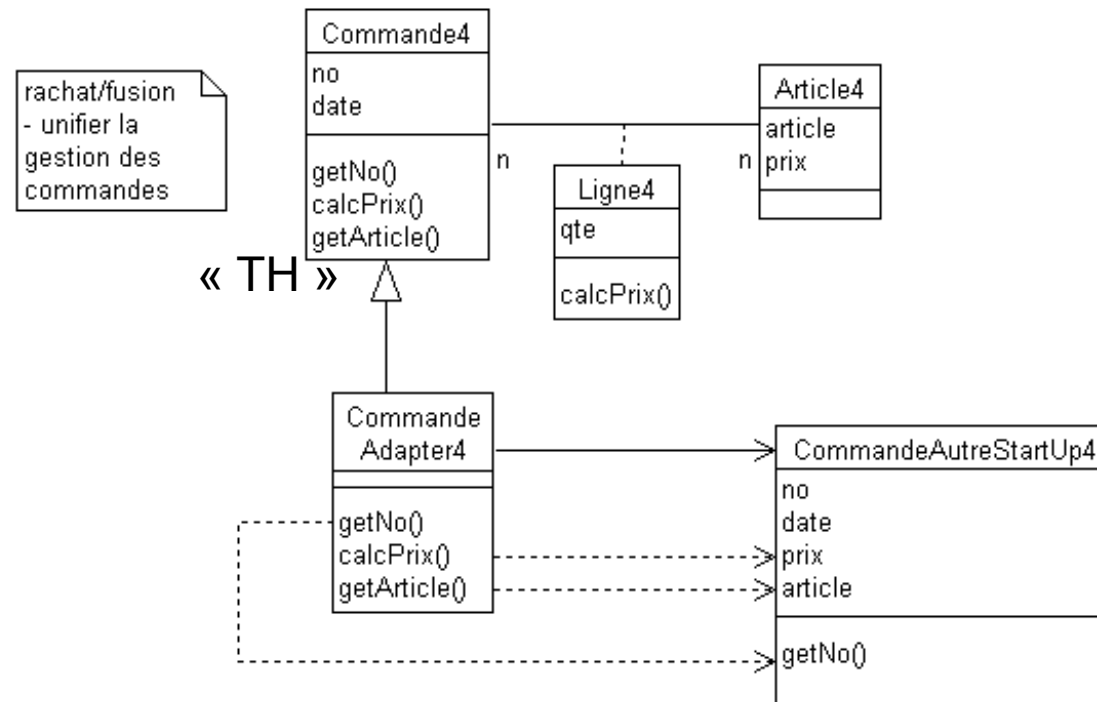 rachat/fusion
- unifier la
gestion des
commandes
Commande4
no
date
getNo()
calcPrix()
getArticle()
n
n
Ligne4
qte
calcPrix()
Article4
article
prix
« TH »
Commande
Adapter4
getNo()
calcPrix()
getArticle()
CommandeAutreStartUp4
no
date
prix
article
getNo()